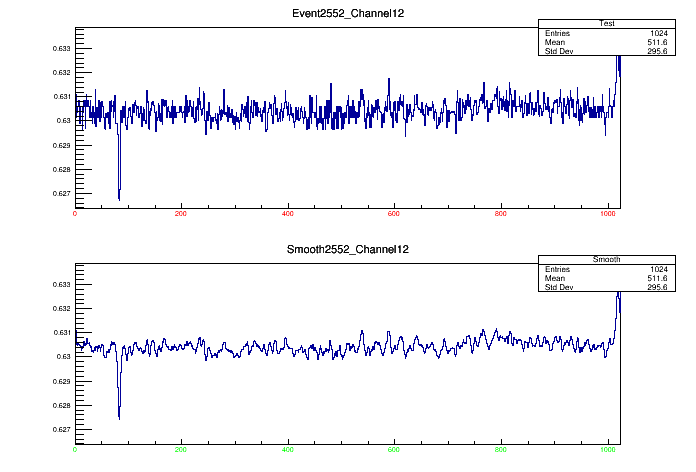 Event2552_Channel12
Test
Entries 1024
Mean 511.6
Std Dev 295.6
0.633
0.632
0.631
0.63
0.629
0.628
0.627
0 200 400 600 800 1000
Smooth2552_Channel12
Smooth
Entries 1024
Mean 511.6
Std Dev 295.6
0.633
0.632
0.631
0.63
0.629
0.628
0.627
0 200 400 600 800 1000